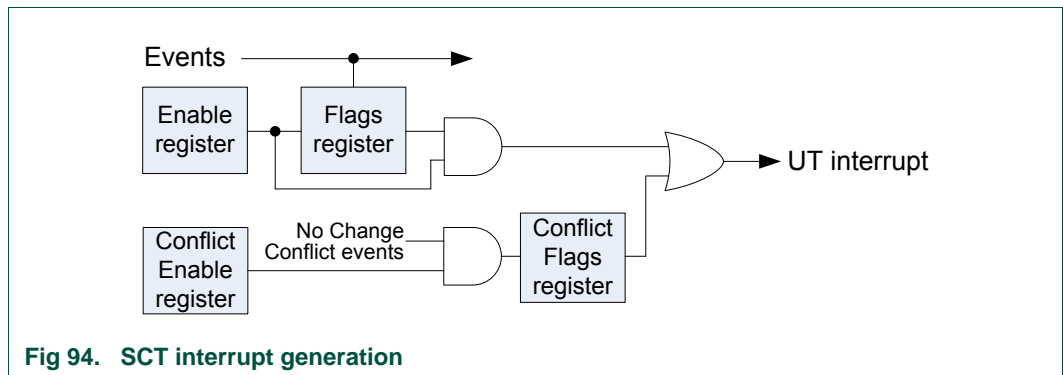 Events
Enable
register
Flags
register
UT interrupt
No Change
Conflict events
Conflict
Enable
register
Conflict
Flags
register
Fig 94. SCT interrupt generation